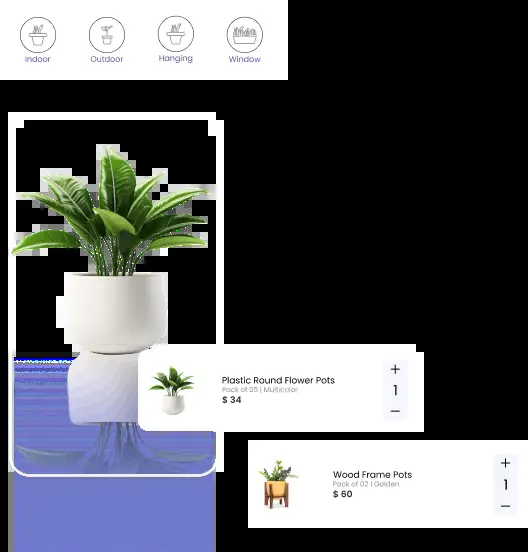 Indoor
Outdoor
Hanging
Window
Plastic Round Flower Pots
Pack of 05 | Multicolor
$ 34
+
1
−
Wood Frame Pots
Pack of 02 | Golden
$ 60
+
1
−